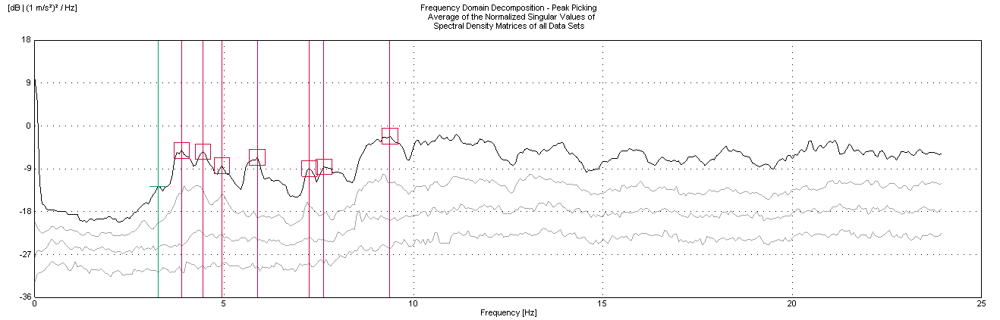 [dB | (1 m/s²)² / Hz]
Frequency Domain Decomposition - Peak Picking
Average of the Normalized Singular Values of
Spectral Density Matrices of all Data Sets
18
9
0
-9
-18
-27
-36
0 5 10 15 20 25
Frequency [Hz]